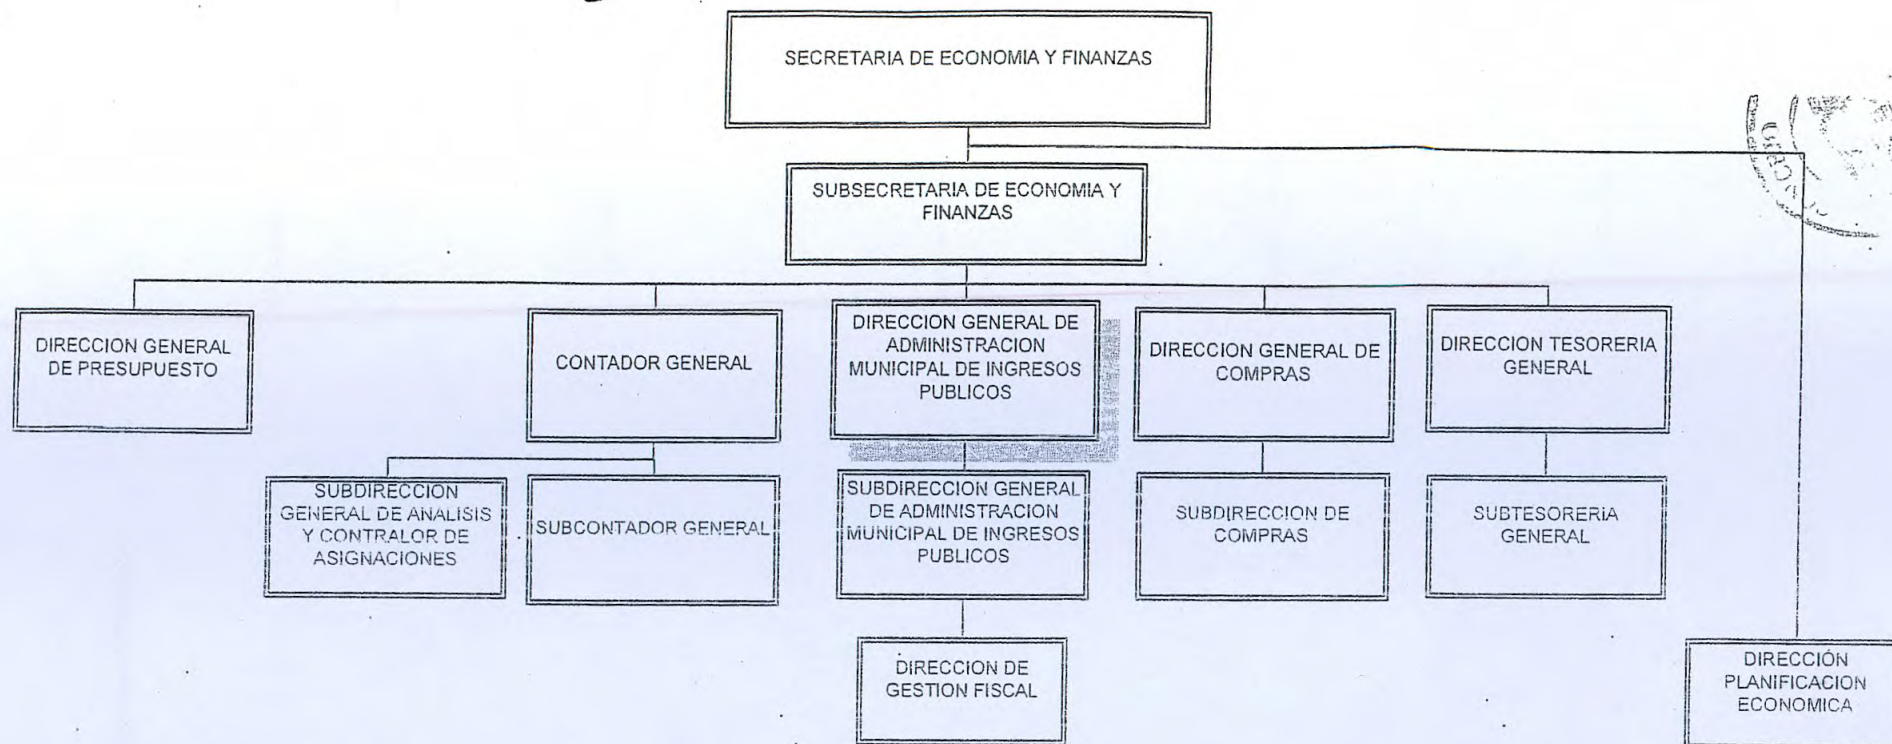 SECRETARIA DE ECONOMIA Y FINANZAS
SUBSECRETARIA DE ECONOMIA Y
FINANZAS
DIRECCION GENERAL
DE PRESUPUESTO
CONTADOR GENERAL
DIRECCION GENERAL DE
ADMINISTRACION
MUNICIPAL DE INGRESOS
PUBLICOS
DIRECCION GENERAL DE
COMPRAS
DIRECCION TESORERIA
GENERAL
SUBDIRECCION
GENERAL DE ANALISIS
Y CONTRALOR DE
ASIGNACIONES
SUBCONTADOR GENERAL
SUBDIRECCION GENERAL
DE ADMINISTRACION
MUNICIPAL DE INGRESOS
PUBLICOS
SUBDIRECCION DE
COMPRAS
SUBTESORERIA
GENERAL
DIRECCION DE
GESTION FISCAL
DIRECCIÓN
PLANIFICACION
ECONOMICA